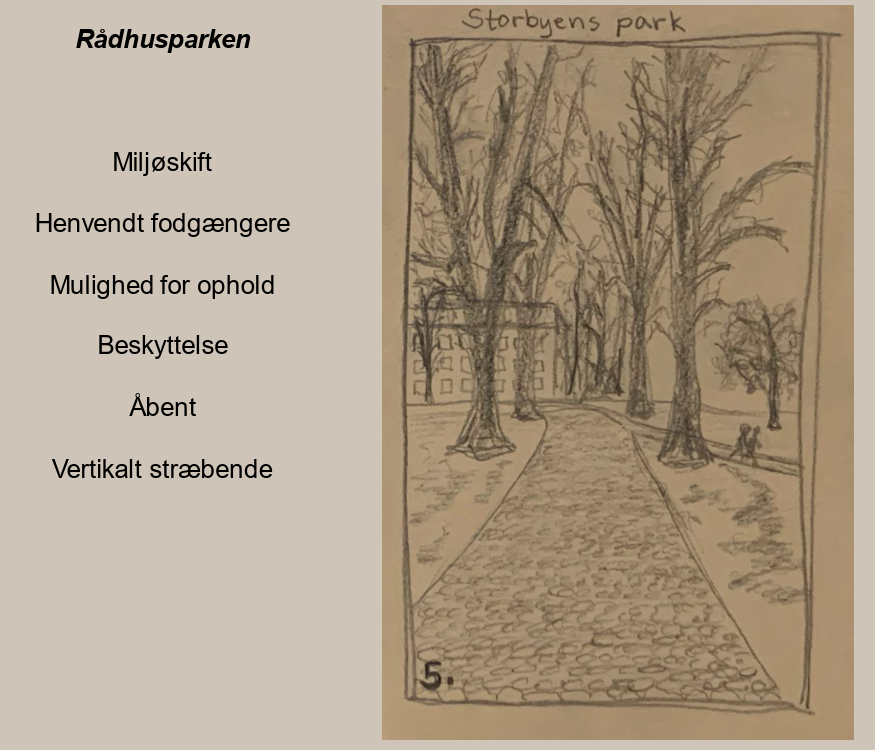 Rådhusparken
Miljøskift
Henvendt fodgængere
Mulighed for ophold
Beskyttelse
Åbent
Vertikalt stræbende
Storbyens park
5.